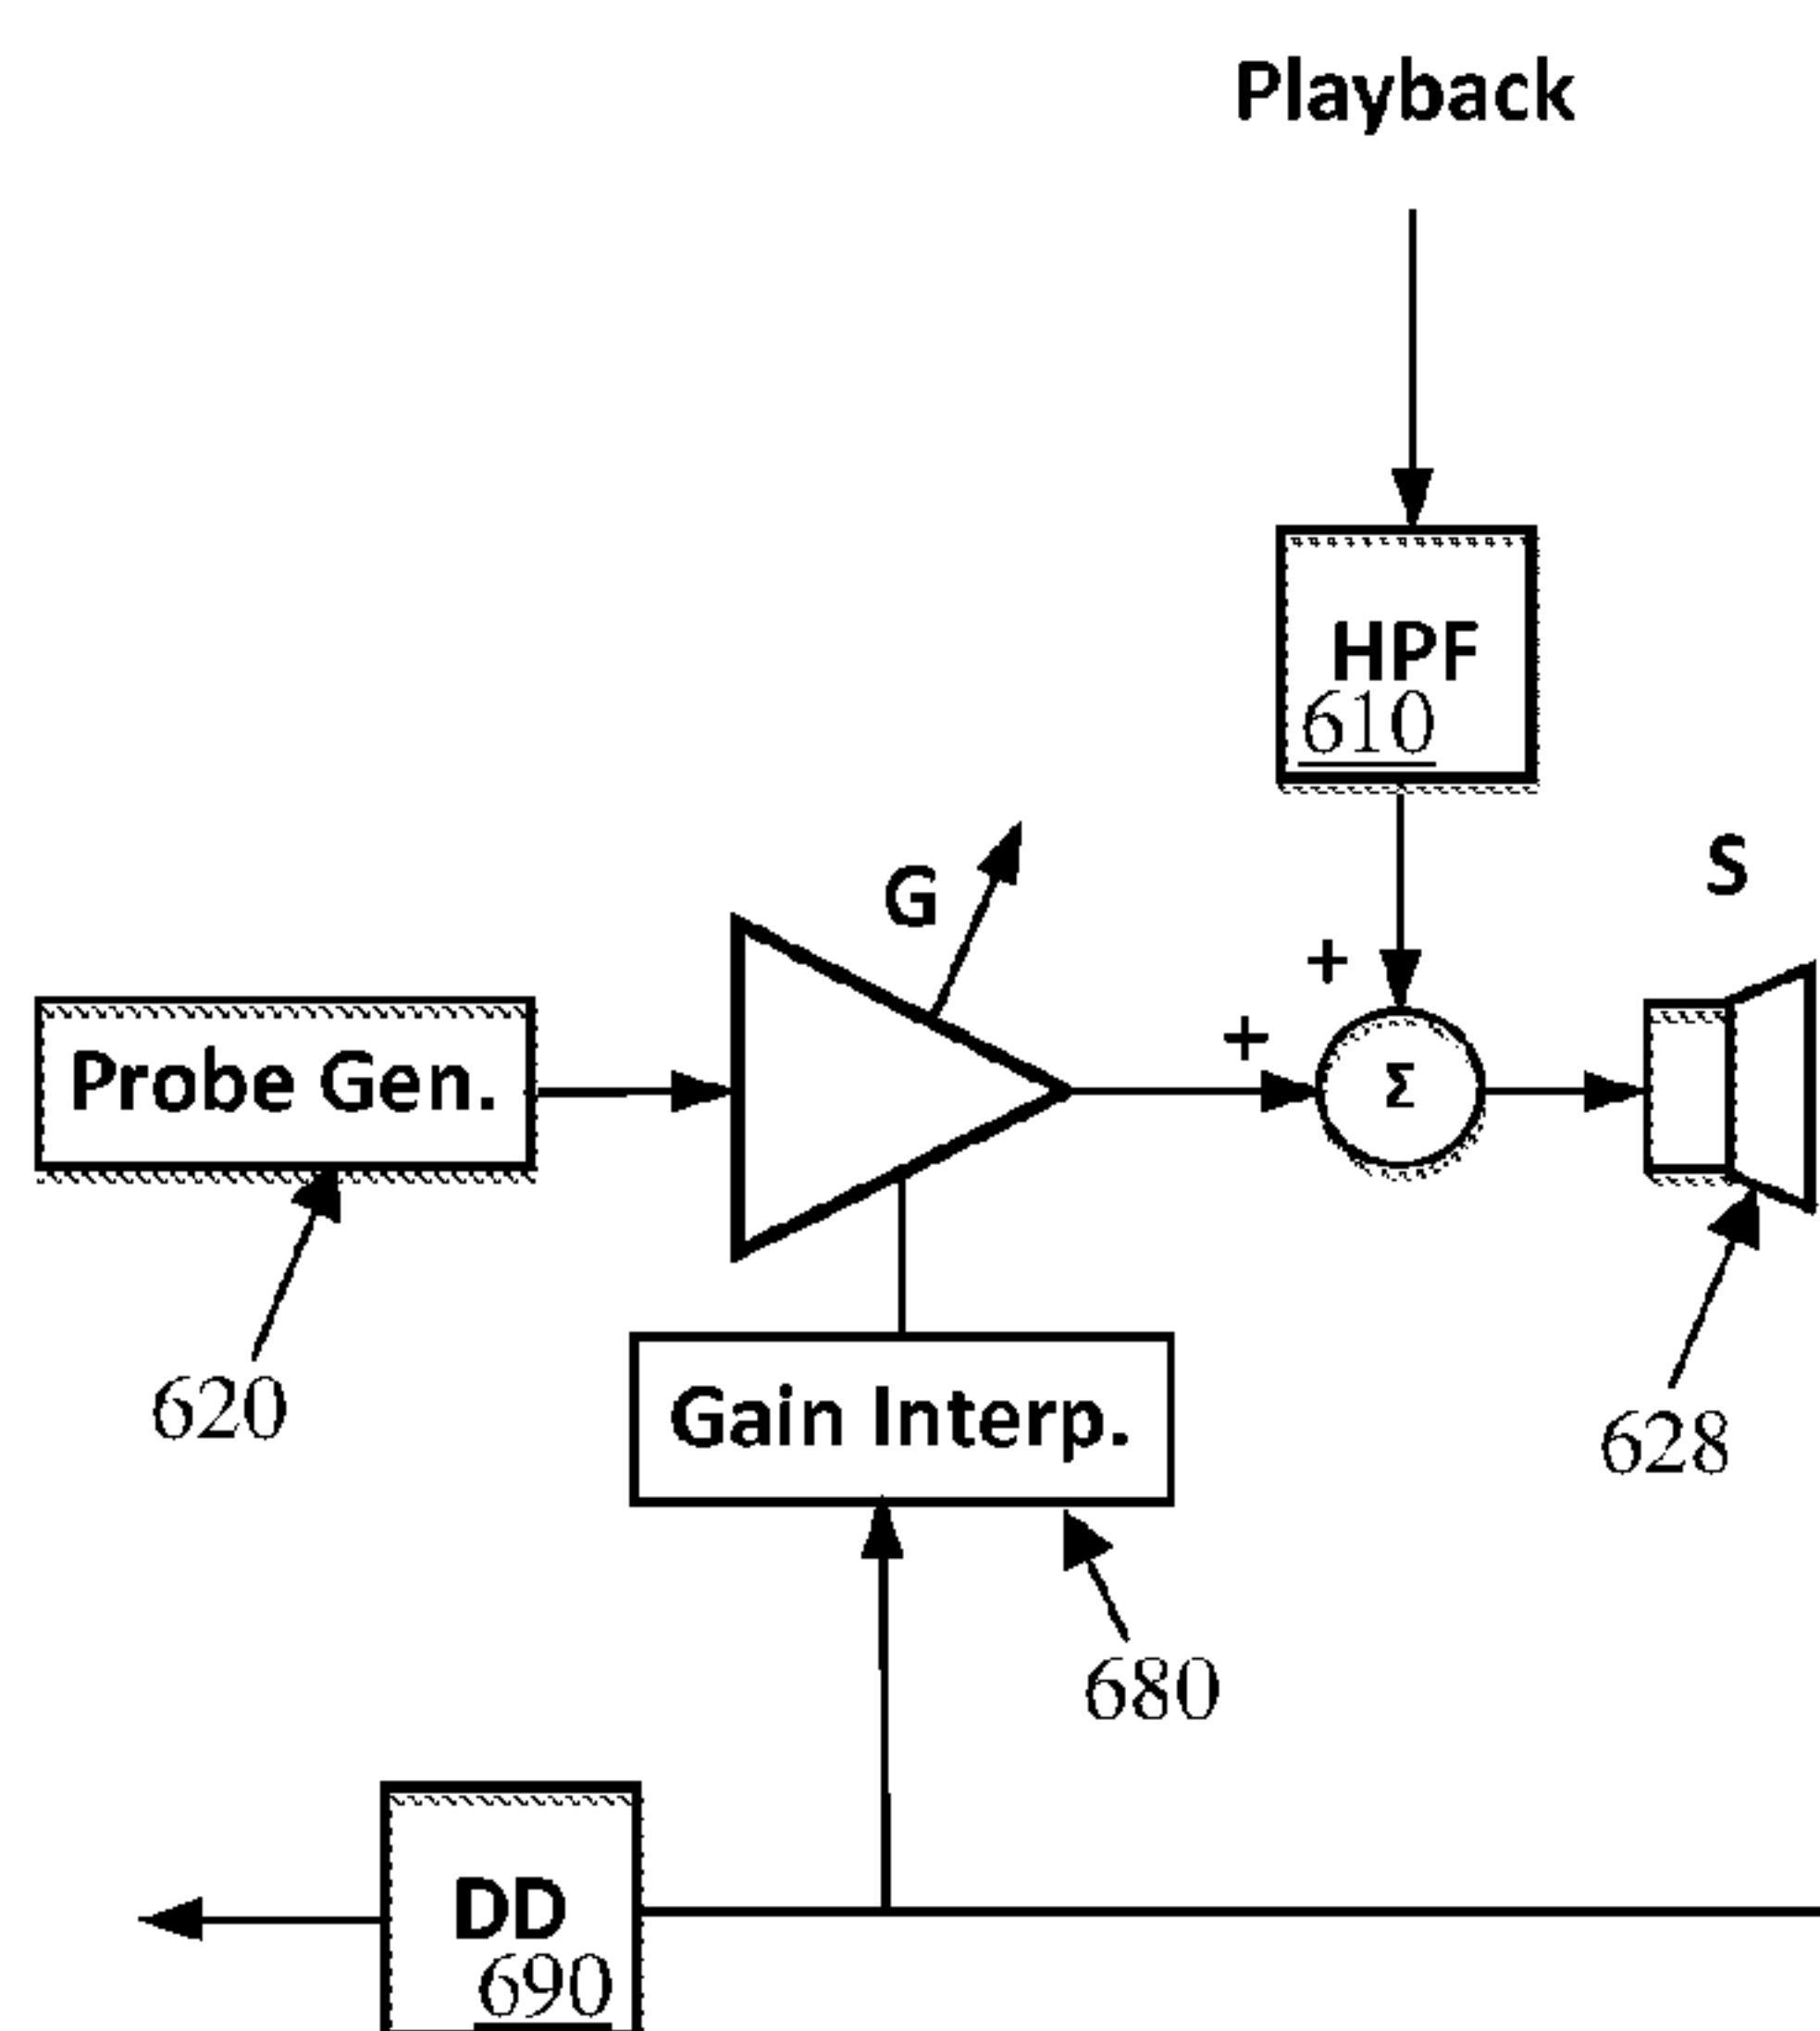 Playback
HPF
610
S
G
+
+
Σ
Probe Gen.
620
Gain Interp.
628
680
DD
690